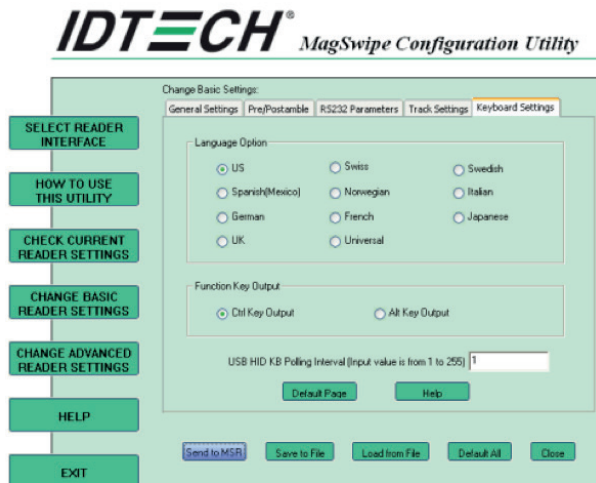 IDTECH®
MagSwipe Configuration Utility
SELECT READER
INTERFACE
HOW TO USE
THIS UTILITY
CHECK CURRENT
READER SETTINGS
CHANGE BASIC
READER SETTINGS
CHANGE ADVANCED
READER SETTINGS
HELP
EXIT
Change Basic Settings:
General Settings Pre/Postamble RS232 Parameters Track Settings Keyboard Settings
Language Option
US Swiss Swedish
Spanish(Mexico) Norwegian Italian
German French Japanese
UK Universal
Function Key Output
Ctrl Key Output Alt Key Output
USB HID KB Polling Interval (Input value is from 1 to 255) 1
Default Page Help
Send to MSR Save to File Load from File Default All Close